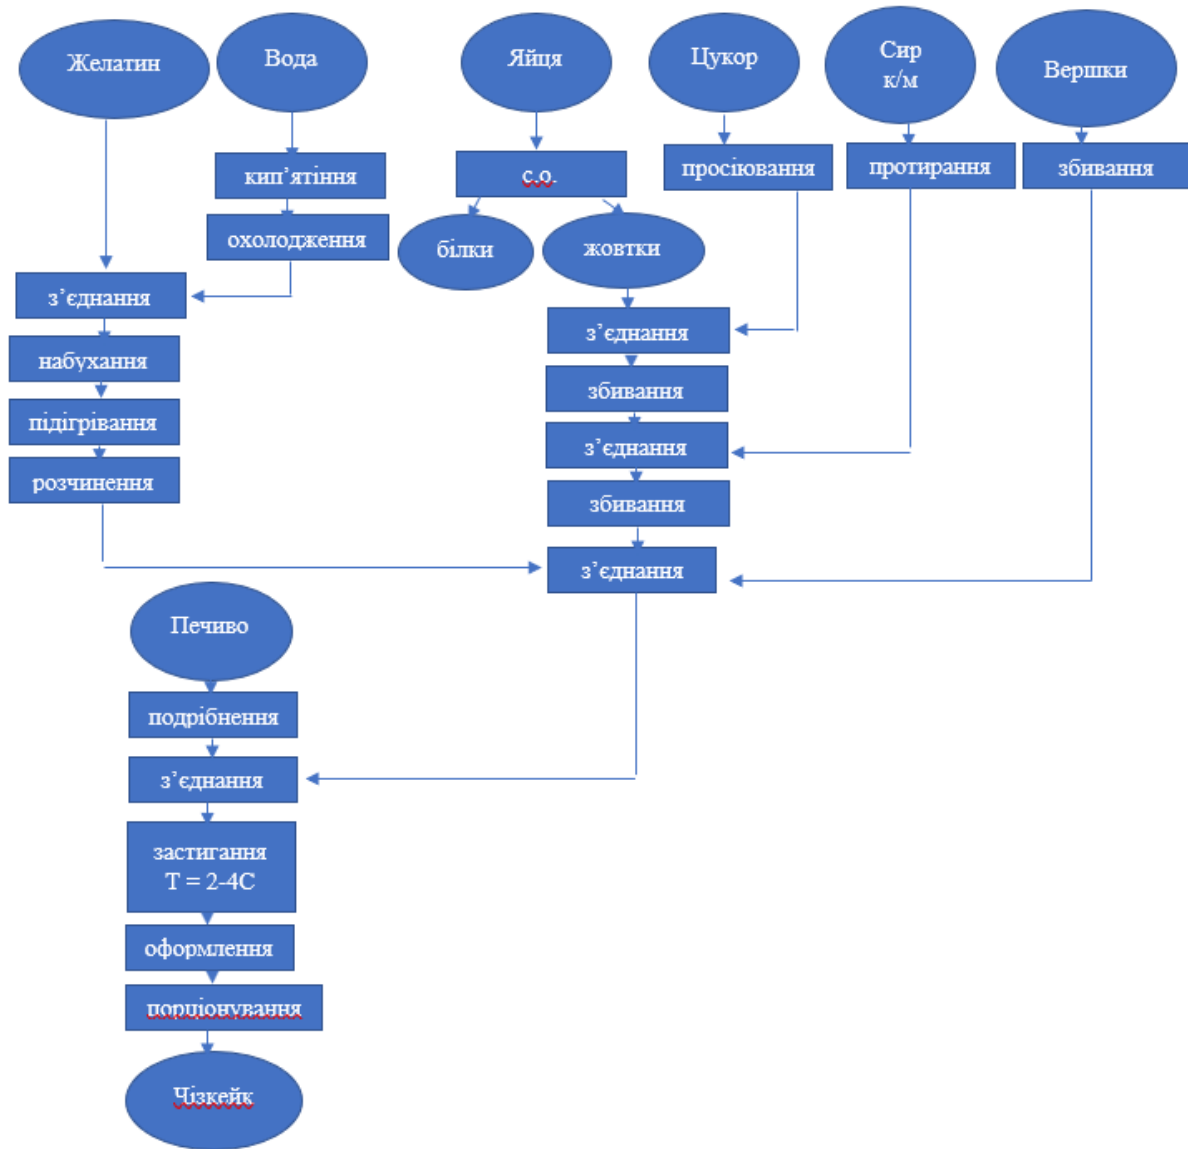 Желатин
Вода
Яйця
Цукор
Сир
к/м
Вершки
кип’ятіння
с.о.
просіювання
протирання
збивання
охолодження
білки
жовтки
з’єднання
з’єднання
набухання
збивання
підігрівання
з’єднання
розчинення
збивання
з’єднання
Печиво
подрібнення
з’єднання
застигання
Т = 2-4С
оформлення
порціонування
Чізкейк